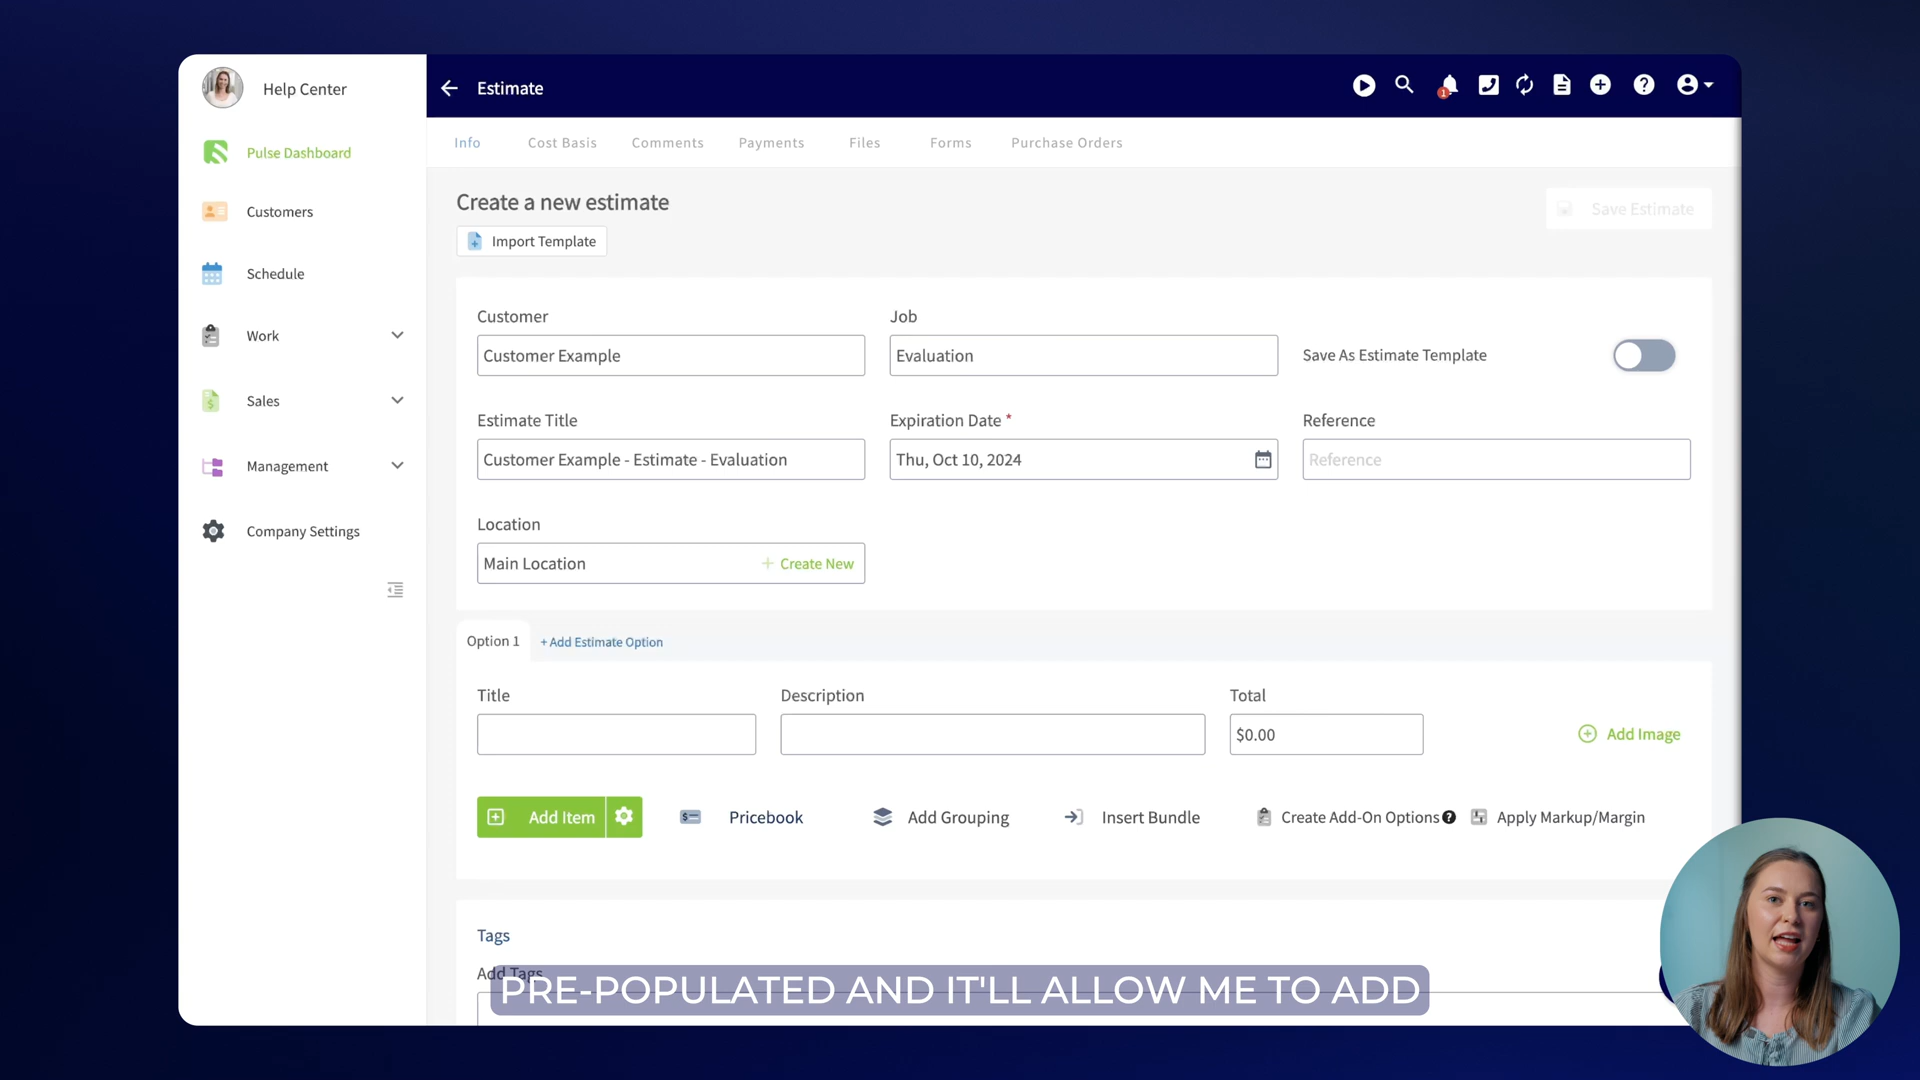 Help Center
Estimate
1
Pulse Dashboard
Customers
Schedule
Work
Sales
Management
Company Settings
Info Cost Basis Comments Payments Files Forms Purchase Orders
Create a new estimate
Save Estimate
Import Template
Customer Job
Customer Example Evaluation Save As Estimate Template
Estimate Title Expiration Date * Reference
Customer Example - Estimate - Evaluation Thu, Oct 10, 2024 Reference
Location
Main Location + Create New
Option 1 + Add Estimate Option
Title Description Total
$0.00 Add Image
Add Item Pricebook Add Grouping Insert Bundle Create Add-On Options Apply Markup/Margin
Tags
Add Tags
PRE-POPULATED AND IT'LL ALLOW ME TO ADD